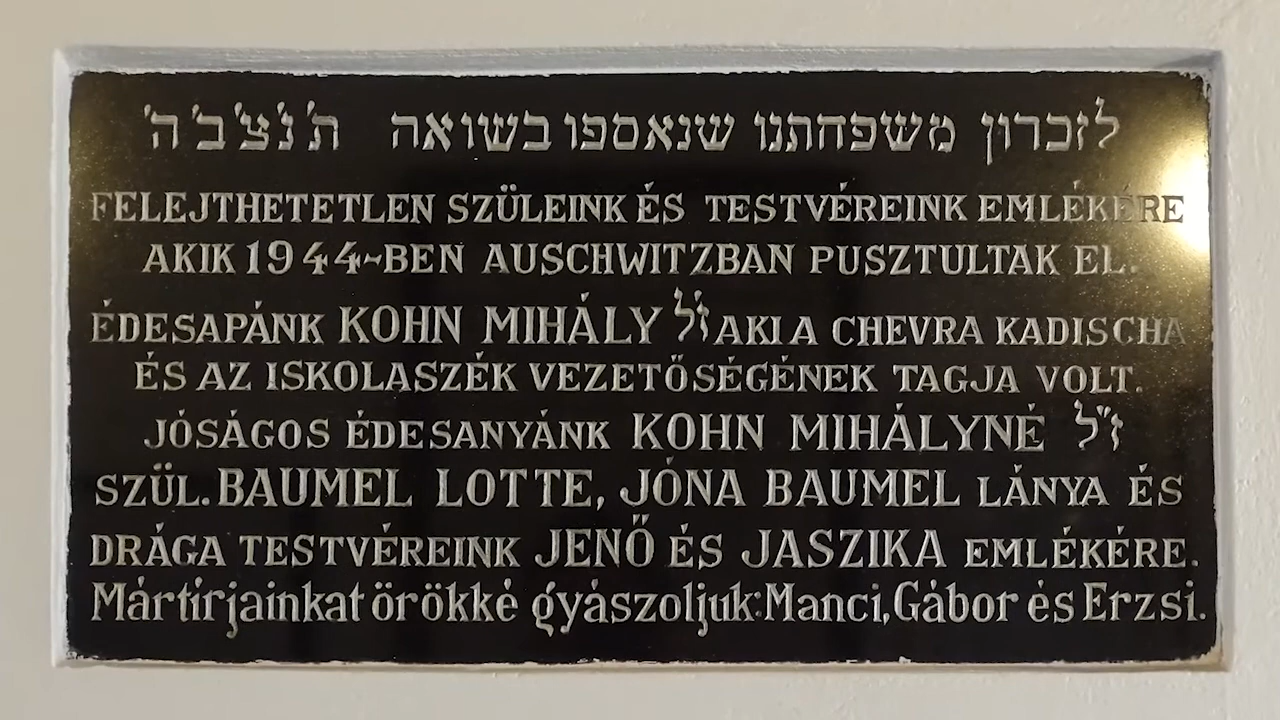 לזכרון משפחתנו שנאספו בשואה ת'נ'צ'ב'ה'
FELEJTHETETLEN SZÜLEINK ÉS TESTVÉREINK EMLÉKÉRE
AKIK 1944-BEN AUSCHWITZBAN PUSZTULTAK EL.
ÉDESAPÁNK KOHN MIHÁLY ז'ל AKI A CHEVRA KADISCHA
ÉS AZ ISKOLASZÉK VEZETŐSÉGÉNEK TAGJA VOLT.
JÓSÁGOS ÉDESANYÁNK KOHN MIHÁLYNÉ ז"ל
SZÜL. BAUMEL LOTTE, JÓNA BAUMEL LÁNYA ÉS
DRÁGA TESTVÉREINK JENŐ ÉS JASZIKA EMLÉKÉRE.
Mártirjainkat örökké gyászoljuk: Manci, Gábor és Erzsi.